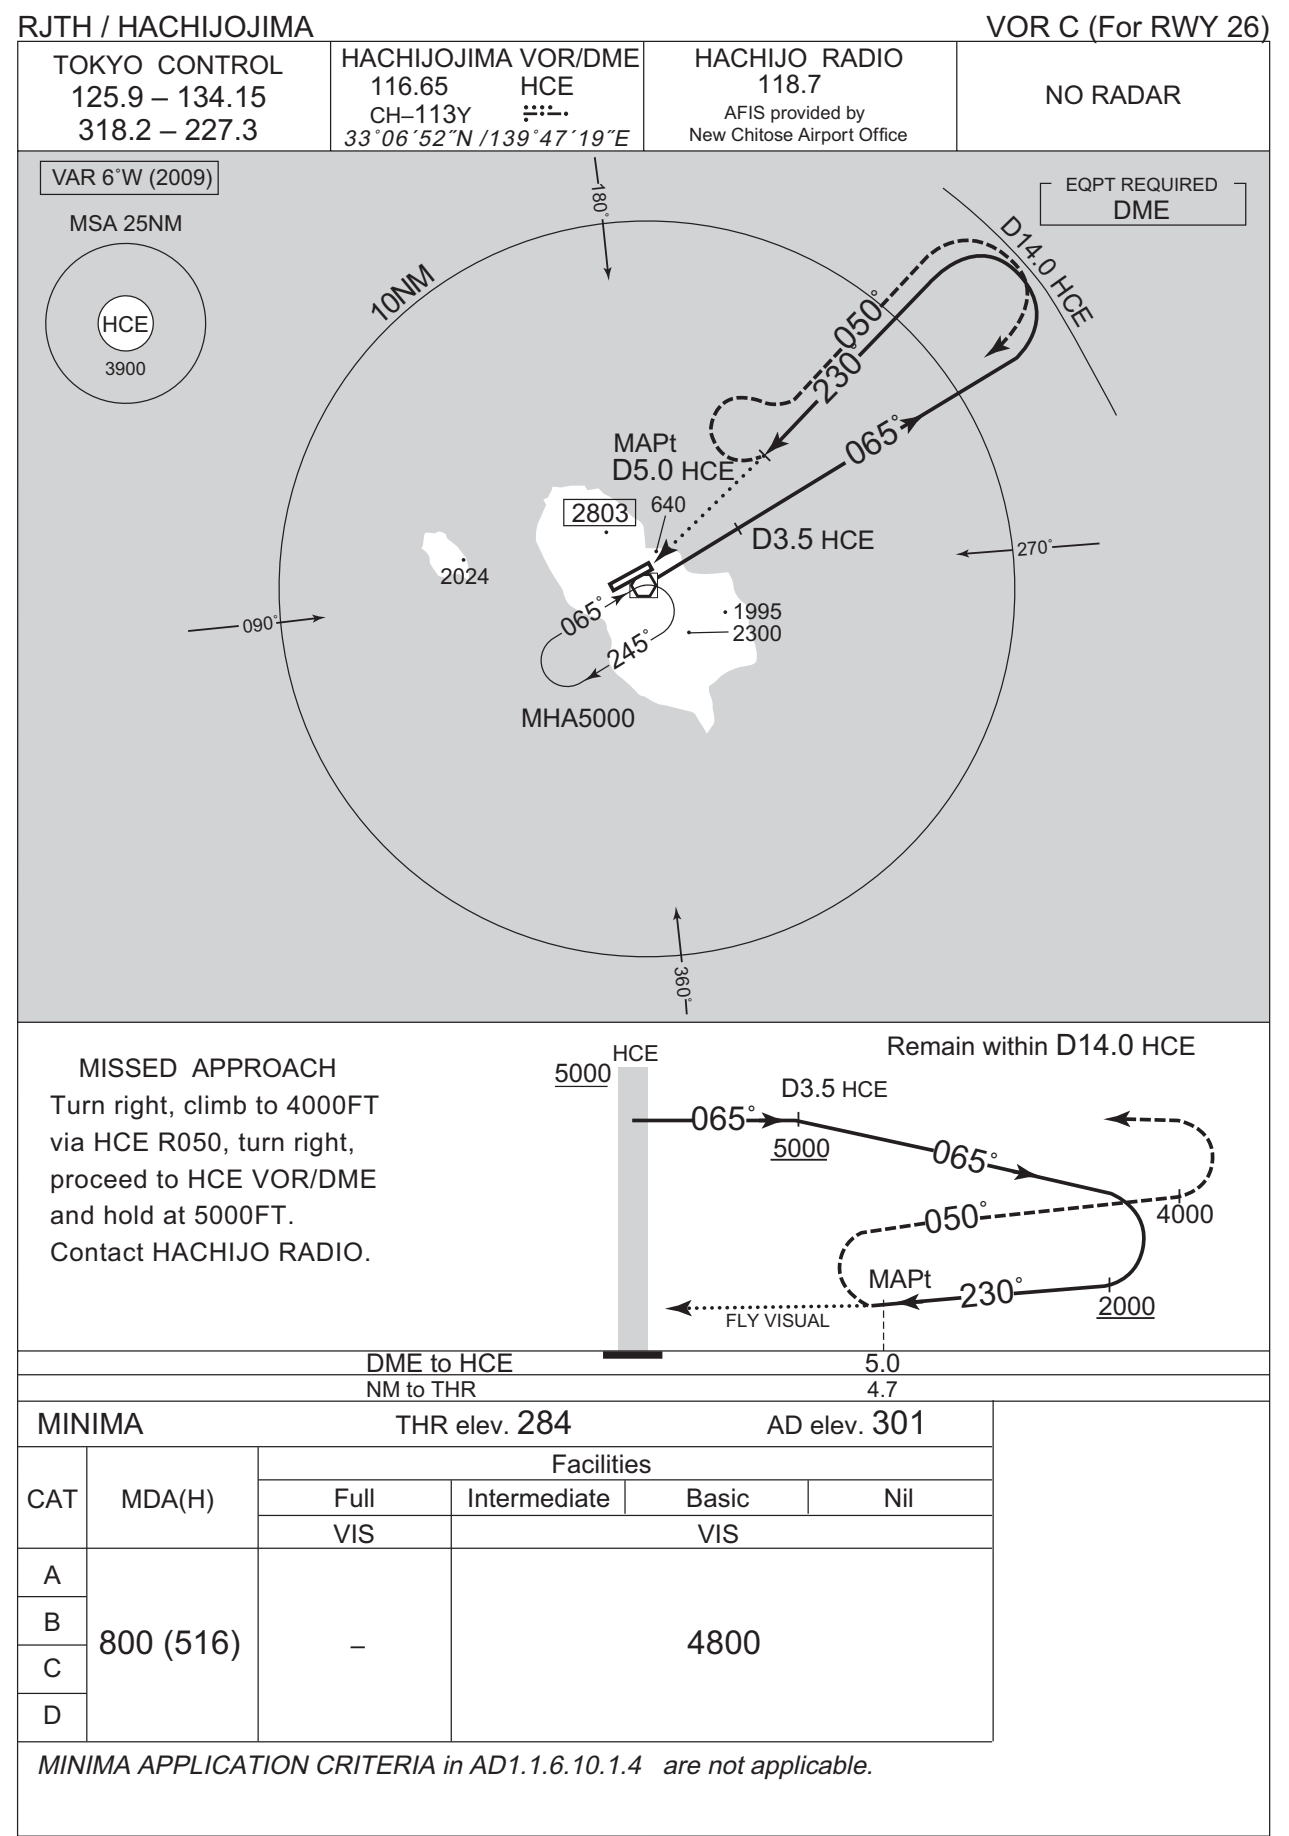 RJTH / HACHIJOJIMA
VOR C (For RWY 26)
TOKYO CONTROL
125.9 – 134.15
318.2 – 227.3
HACHIJOJIMA VOR/DME
116.65 HCE
CH–113Y
33°06´52˝N /139°47´19˝E
HACHIJO RADIO
118.7
AFIS provided by
New Chitose Airport Office
NO RADAR
VAR 6°W (2009)
MSA 25NM
HCE
3900
EQPT REQUIRED
DME
180°
10NM
D14.0 HCE
050°
230°
065°
MAPt
D5.0 HCE
640
2803
D3.5 HCE
2024
270°
090°
065°
245°
1995
2300
MHA5000
360°
MISSED APPROACH
Turn right, climb to 4000FT
via HCE R050, turn right,
proceed to HCE VOR/DME
and hold at 5000FT.
Contact HACHIJO RADIO.
HCE
5000
Remain within D14.0 HCE
D3.5 HCE
065°
5000
065°
050°
4000
MAPt
230°
2000
FLY VISUAL
DME to HCE 5.0
NM to THR 4.7
MINIMA THR elev. 284 AD elev. 301
CAT MDA(H) Facilities
Full Intermediate Basic Nil
VIS VIS
A
B
C
D
800 (516) – 4800
MINIMA APPLICATION CRITERIA in AD1.1.6.10.1.4 are not applicable.